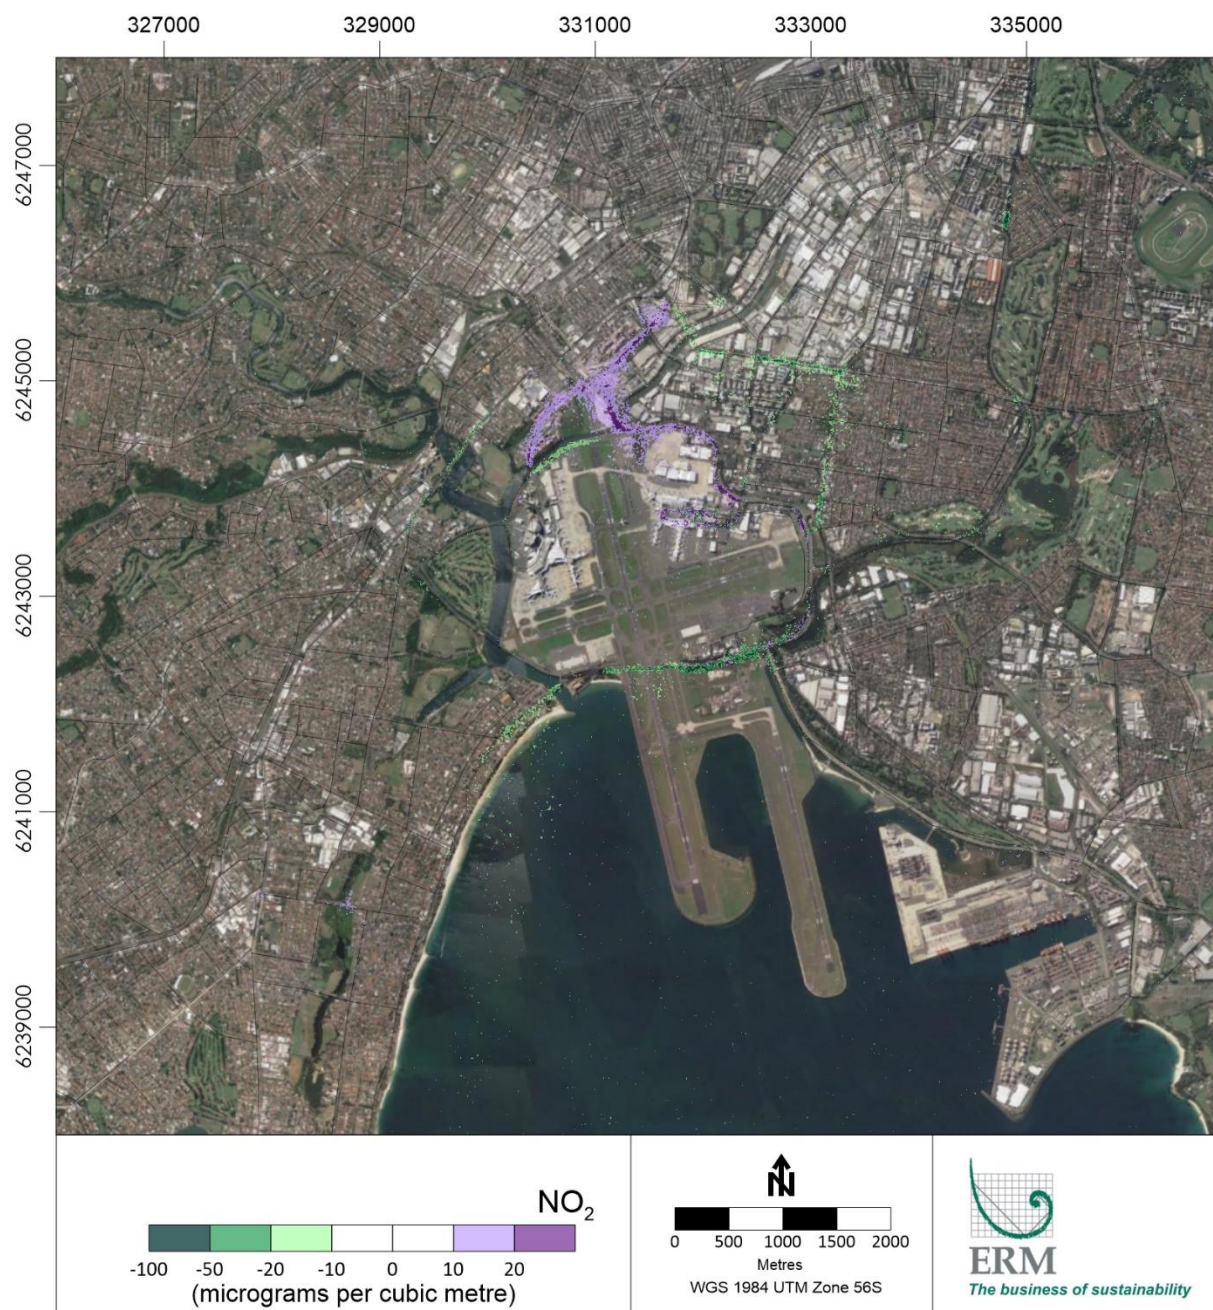 327000 329000 331000 333000 335000
6247000
6245000
6243000
6241000
6239000
NO2
-100 -50 -20 -10 0 10 20
(micrograms per cubic metre)
N
0 500 1000 1500 2000
Metres
WGS 1984 UTM Zone 56S
ERM
The business of sustainability